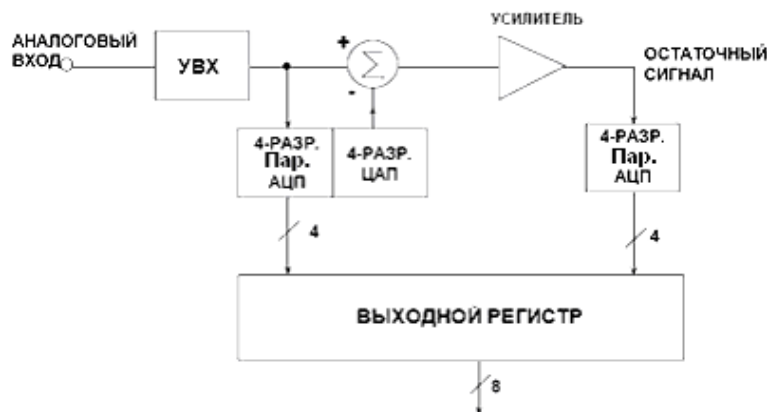 УСИЛИТЕЛЬ
АНАЛОГОВЫЙ
ВХОД
УВХ
+
Σ
-
ОСТАТОЧНЫЙ
СИГНАЛ
4-РАЗР.
Пар.
АЦП
4-РАЗР.
ЦАП
4-РАЗР.
Пар.
АЦП
4
4
ВЫХОДНОЙ РЕГИСТР
8